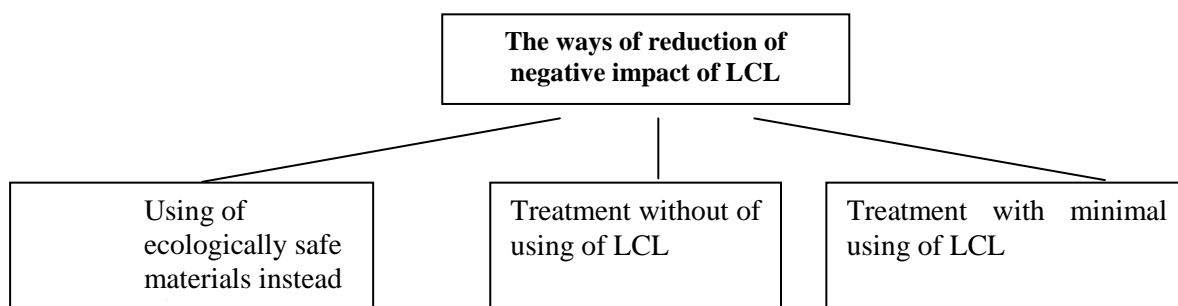 The ways of reduction of
negative impact of LCL
Using of
ecologically safe
materials instead
Treatment without of
using of LCL
Treatment with minimal
using of LCL